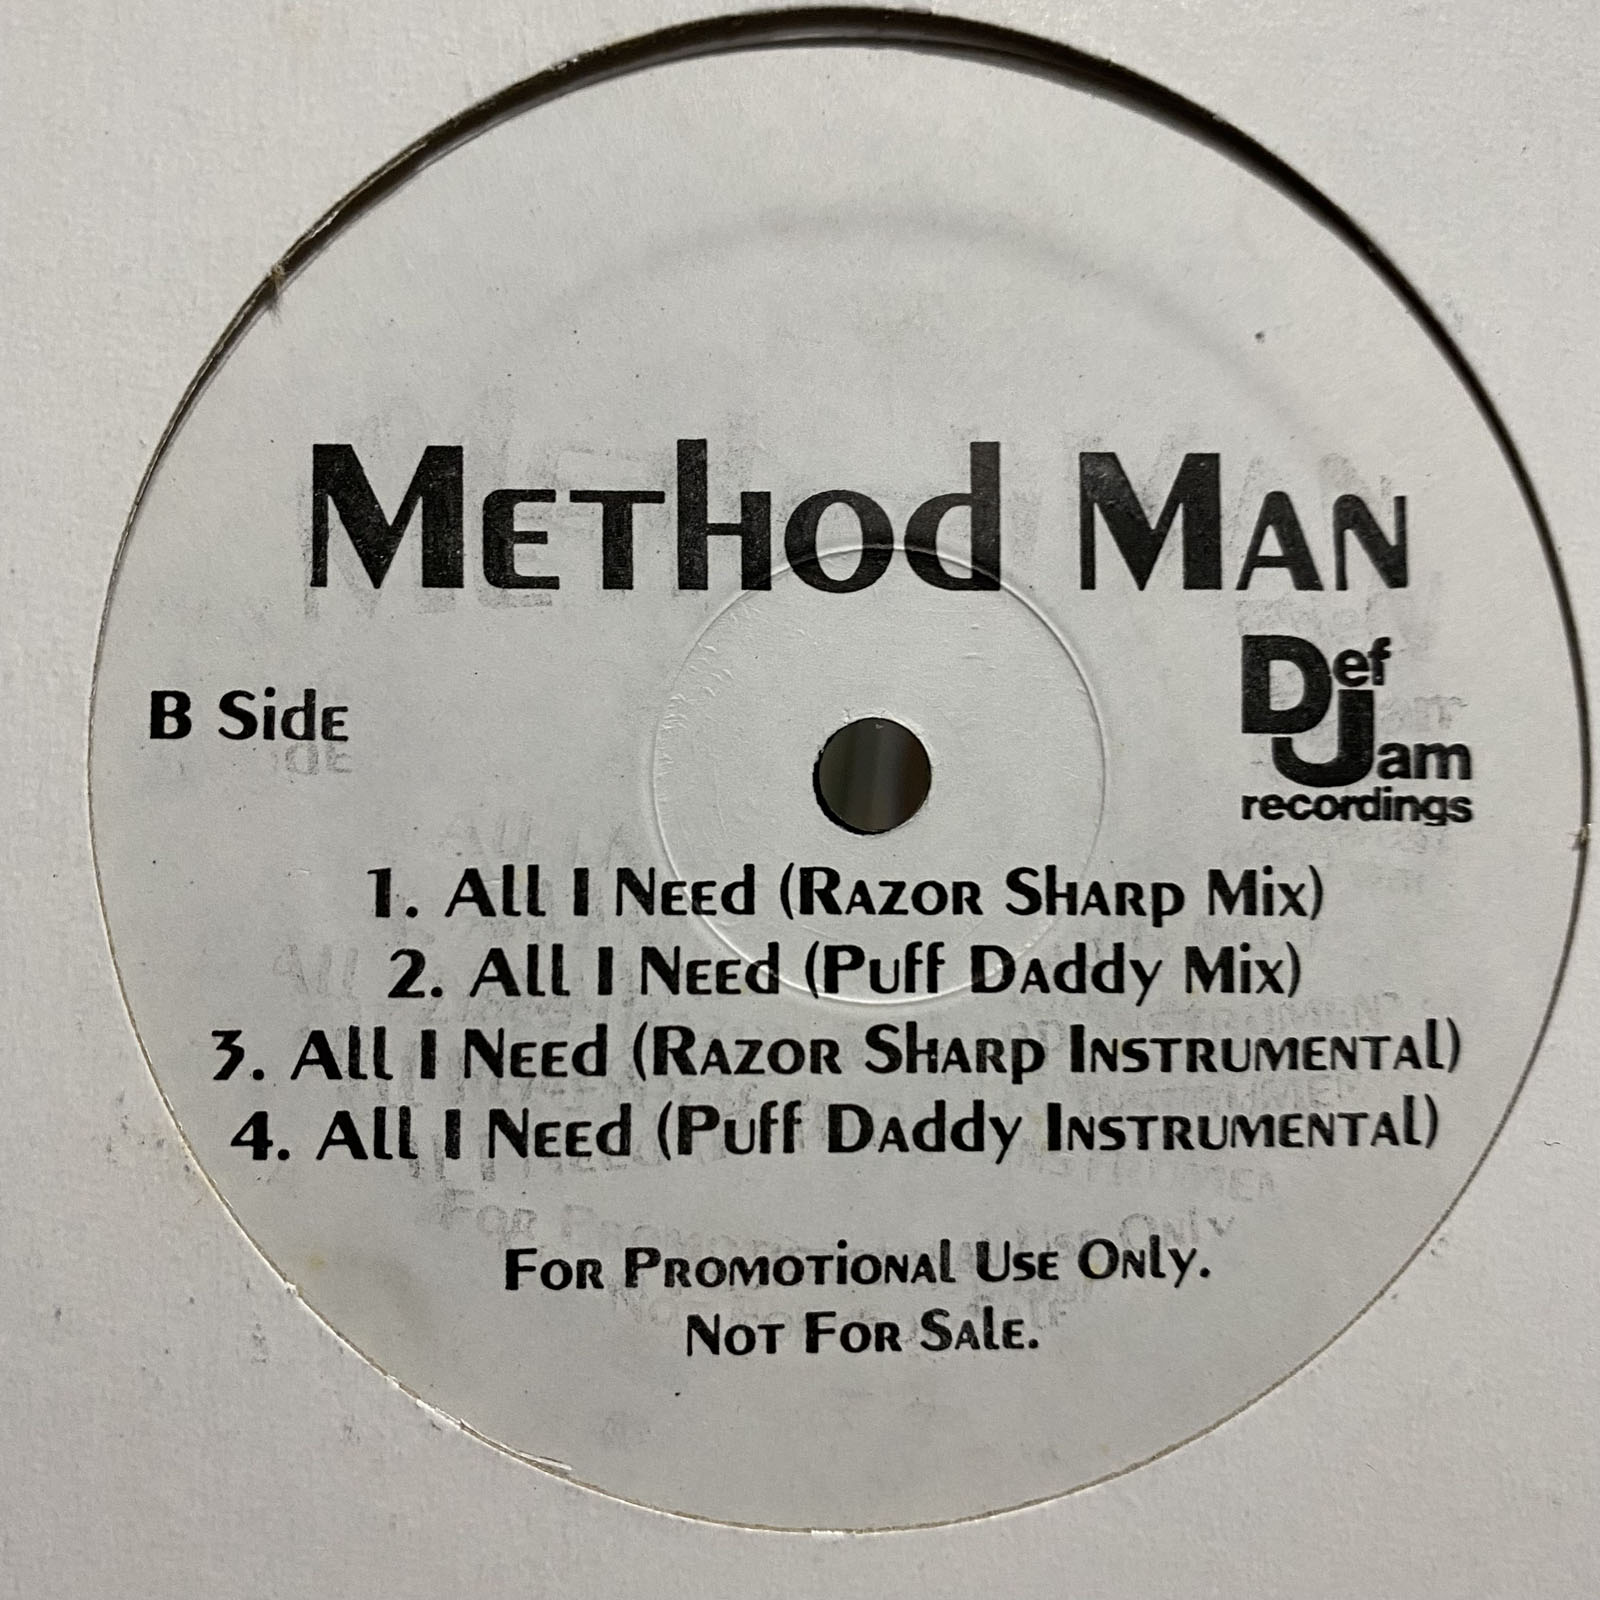 Method Man
B Side
Def
Jam
recordings
1. All I Need (Razor Sharp Mix)
2. All I Need (Puff Daddy Mix)
3. All I Need (Razor Sharp Instrumental)
4. All I Need (Puff Daddy Instrumental)
For Promotional Use Only.
Not For Sale.